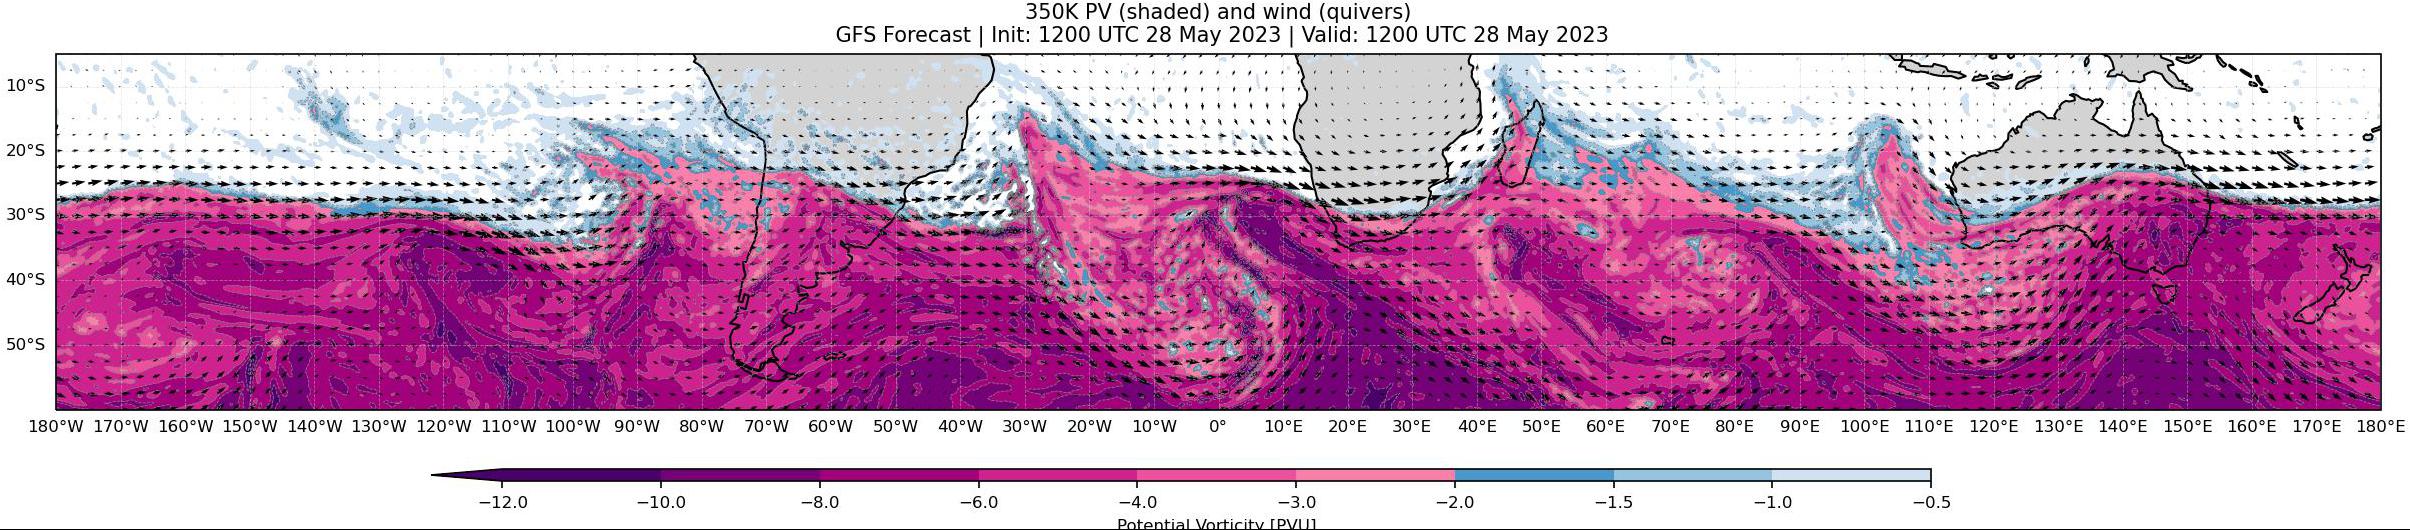 350K PV (shaded) and wind (quivers)
GFS Forecast | Init: 1200 UTC 28 May 2023 | Valid: 1200 UTC 28 May 2023
10°S
20°S
30°S
40°S
50°S
180°W 170°W 160°W 150°W 140°W 130°W 120°W 110°W 100°W 90°W 80°W 70°W 60°W 50°W 40°W 30°W 20°W 10°W 0° 10°E 20°E 30°E 40°E 50°E 60°E 70°E 80°E 90°E 100°E 110°E 120°E 130°E 140°E 150°E 160°E 170°E 180°E
−12.0 −10.0 −8.0 −6.0 −4.0 −3.0 −2.0 −1.5 −1.0 −0.5
Potential Vorticity [PVU]